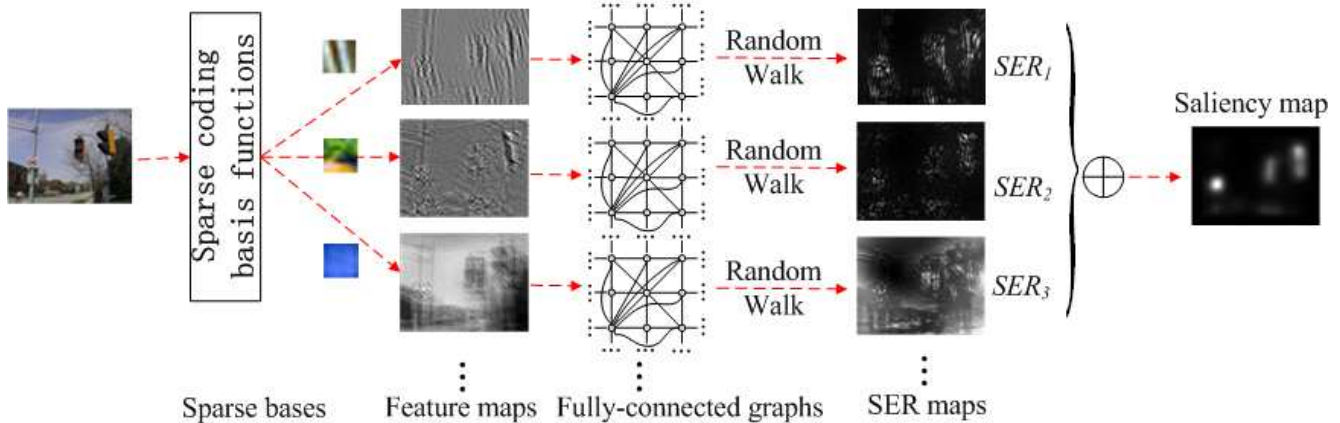 Sparse coding
basis functions
Random
Walk
SER1
Random
Walk
SER2
Random
Walk
SER3
Saliency map
Sparse bases
Feature maps
Fully-connected graphs
SER maps